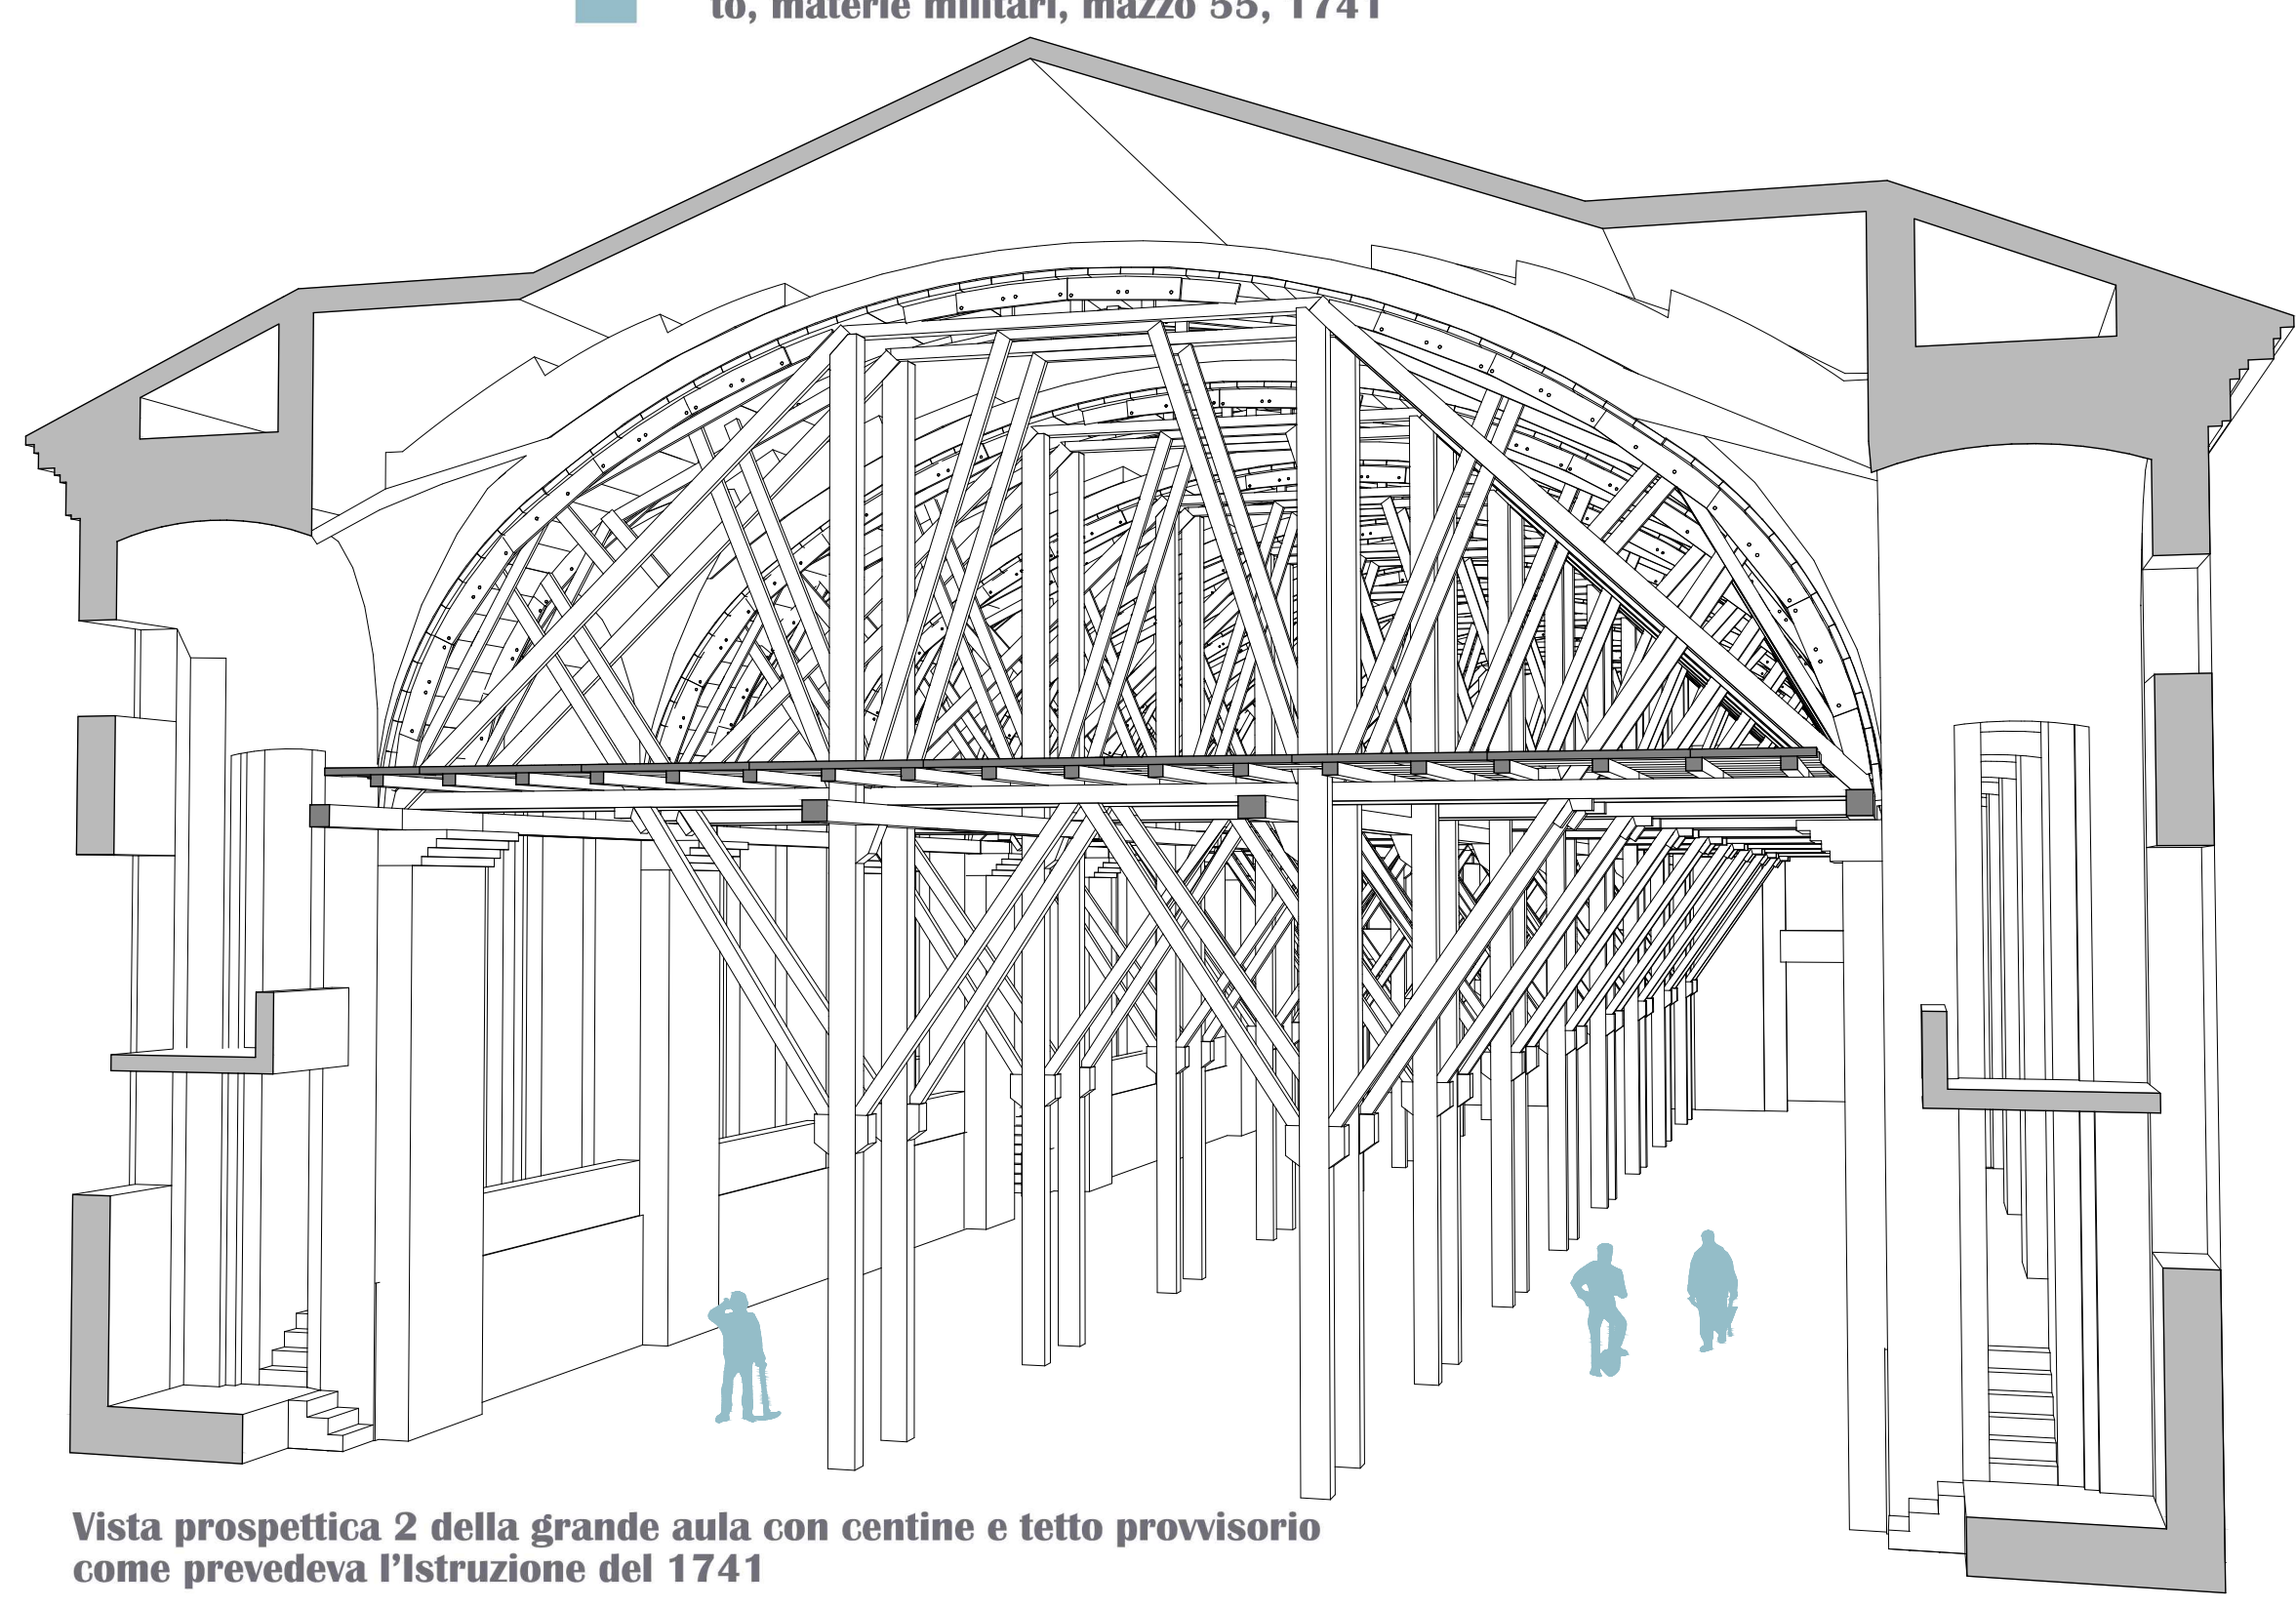 to, materie militari, mazzo 55, 1741
Vista prospettica 2 della grande aula con centine e tetto provvisorio
come prevedeva l’Istruzione del 1741